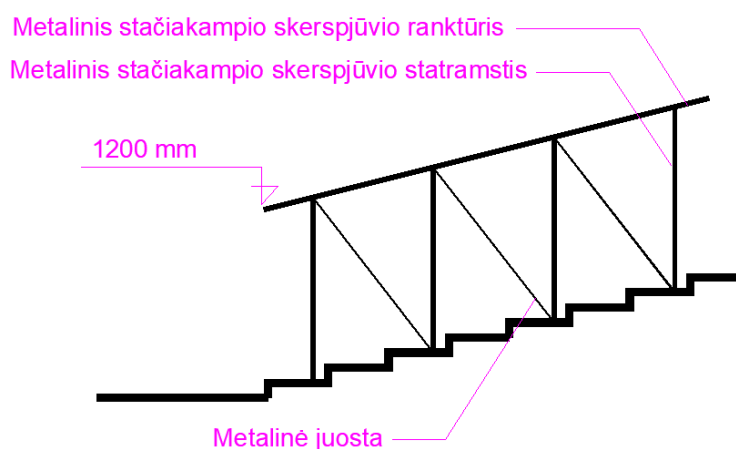 Metalinis stačiakampio skerspjūvio ranktūris
Metalinis stačiakampio skerspjūvio statramstis
1200 mm
Metalinė juosta